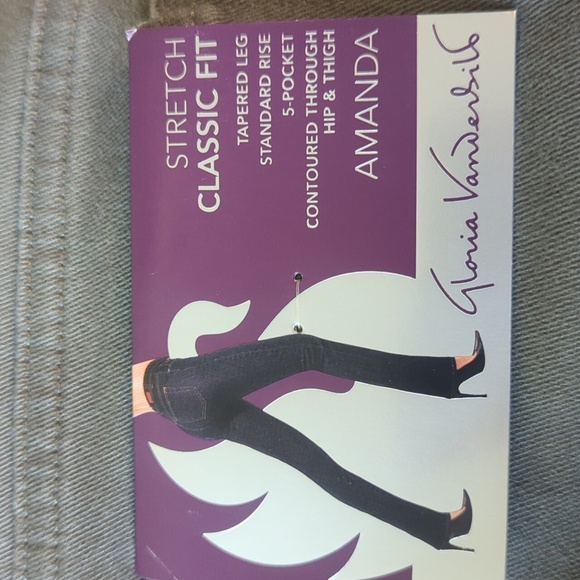 STRETCH
CLASSIC FIT
TAPERED LEG
STANDARD RISE
5-POCKET
CONTOURED THROUGH
HIP & THIGH
AMANDA
Gloria Vanderbilt